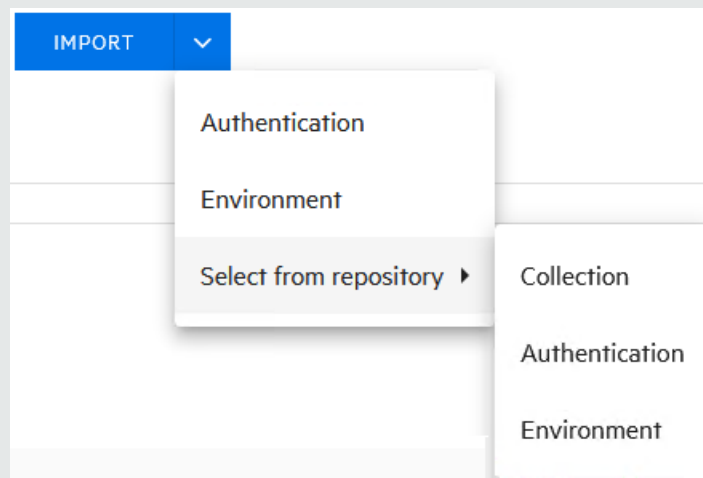 IMPORT
Authentication
Environment
Select from repository
Collection
Authentication
Environment